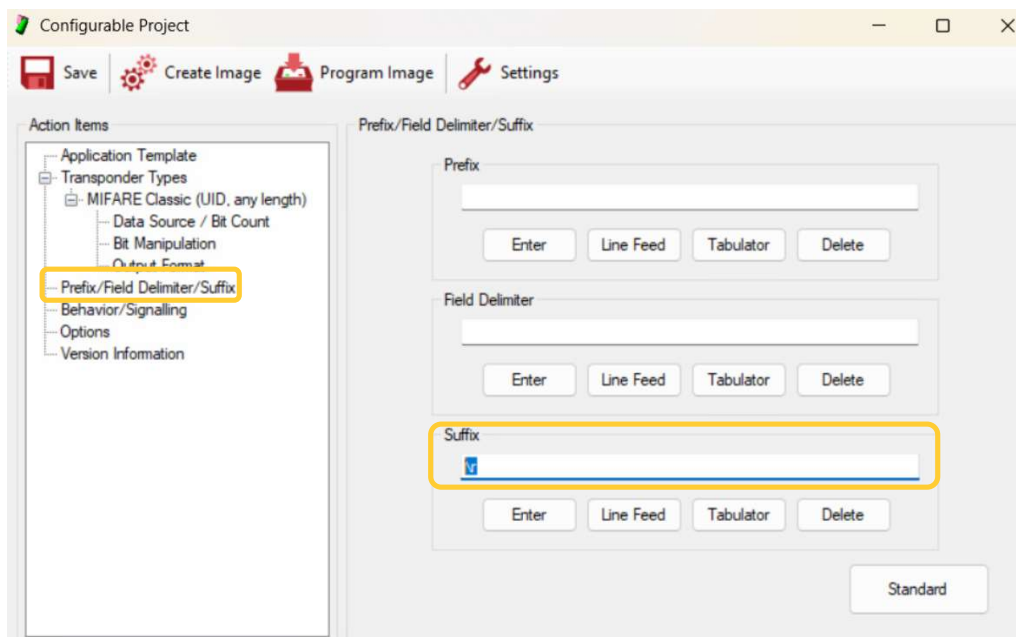 Configurable Project
Save Create Image Program Image Settings
Action Items
Application Template
Transponder Types
MIFARE Classic (UID, any length)
Data Source / Bit Count
Bit Manipulation
Output Format
Prefix/Field Delimiter/Suffix
Behavior/Signalling
Options
Version Information
Prefix/Field Delimiter/Suffix
Prefix
Enter Line Feed Tabulator Delete
Field Delimiter
Enter Line Feed Tabulator Delete
Suffix
\r
Enter Line Feed Tabulator Delete
Standard